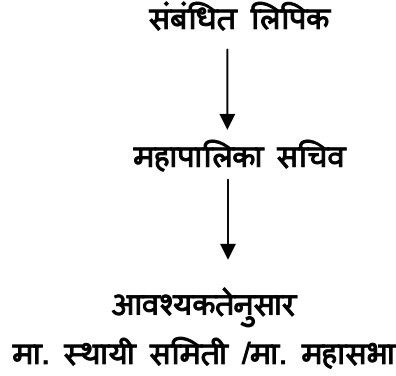 संबंधित लिपिक
महापालिका सचिव
आवश्यकतेनुसार
मा. स्थायी समिती /मा. महासभा